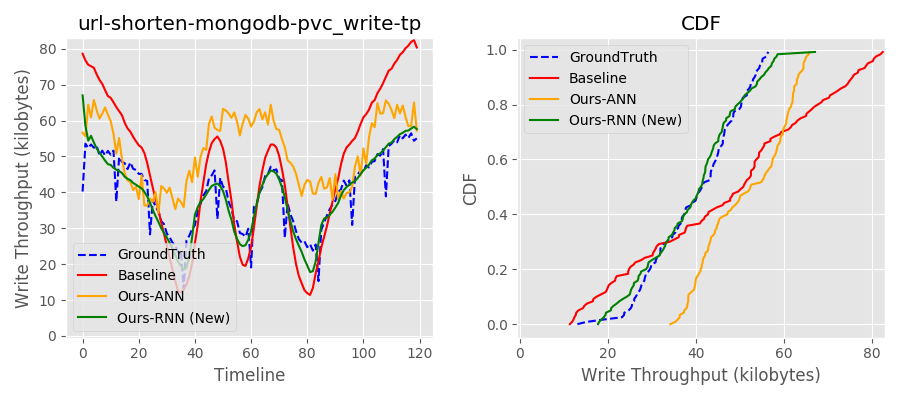 url-shorten-mongodb-pvc_write-tp
Write Throughput (kilobytes)
80
70
60
50
40
30
20
10
0
GroundTruth
Baseline
Ours-ANN
Ours-RNN (New)
0
20
40
60
80
100
120
Timeline
CDF
CDF
1.0
0.8
0.6
0.4
0.2
0.0
GroundTruth
Baseline
Ours-ANN
Ours-RNN (New)
0
20
40
60
80
Write Throughput (kilobytes)